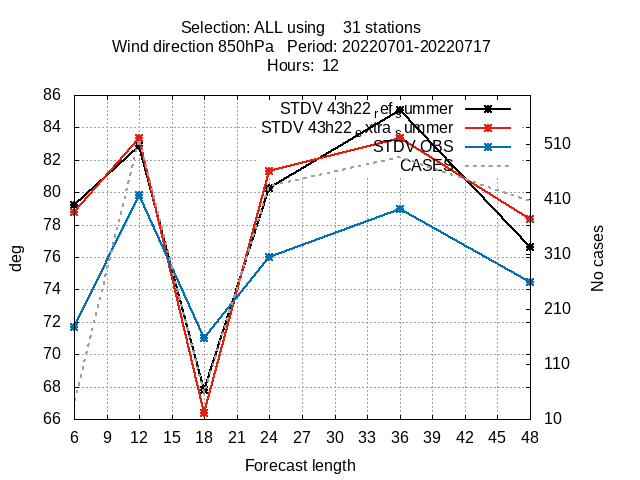 Selection: ALL using 31 stations
Wind direction 850hPa Period: 20220701-20220717
Hours: 12
STDV 43h22_ref_summer
STDV 43h22_extra_summer
STDV OBS
CASES
86
84
82
80
78
76
74
72
70
68
66
deg
510
410
310
210
110
10
No cases
6 9 12 15 18 21 24 27 30 33 36 39 42 45 48
Forecast length